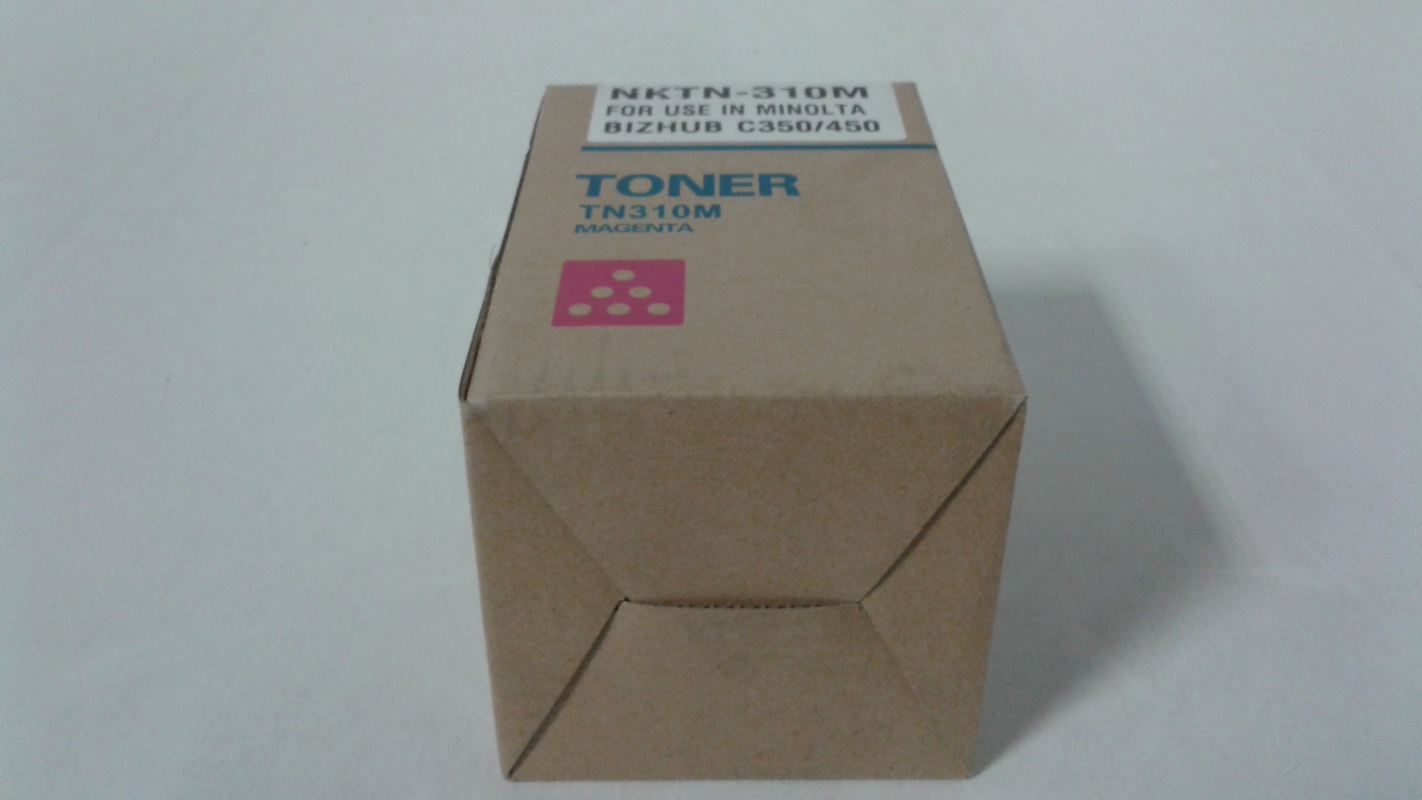 NKTN-310M
FOR USE IN MINOLTA
BIZHUB C350/450
TONER
TN310M
MAGENTA